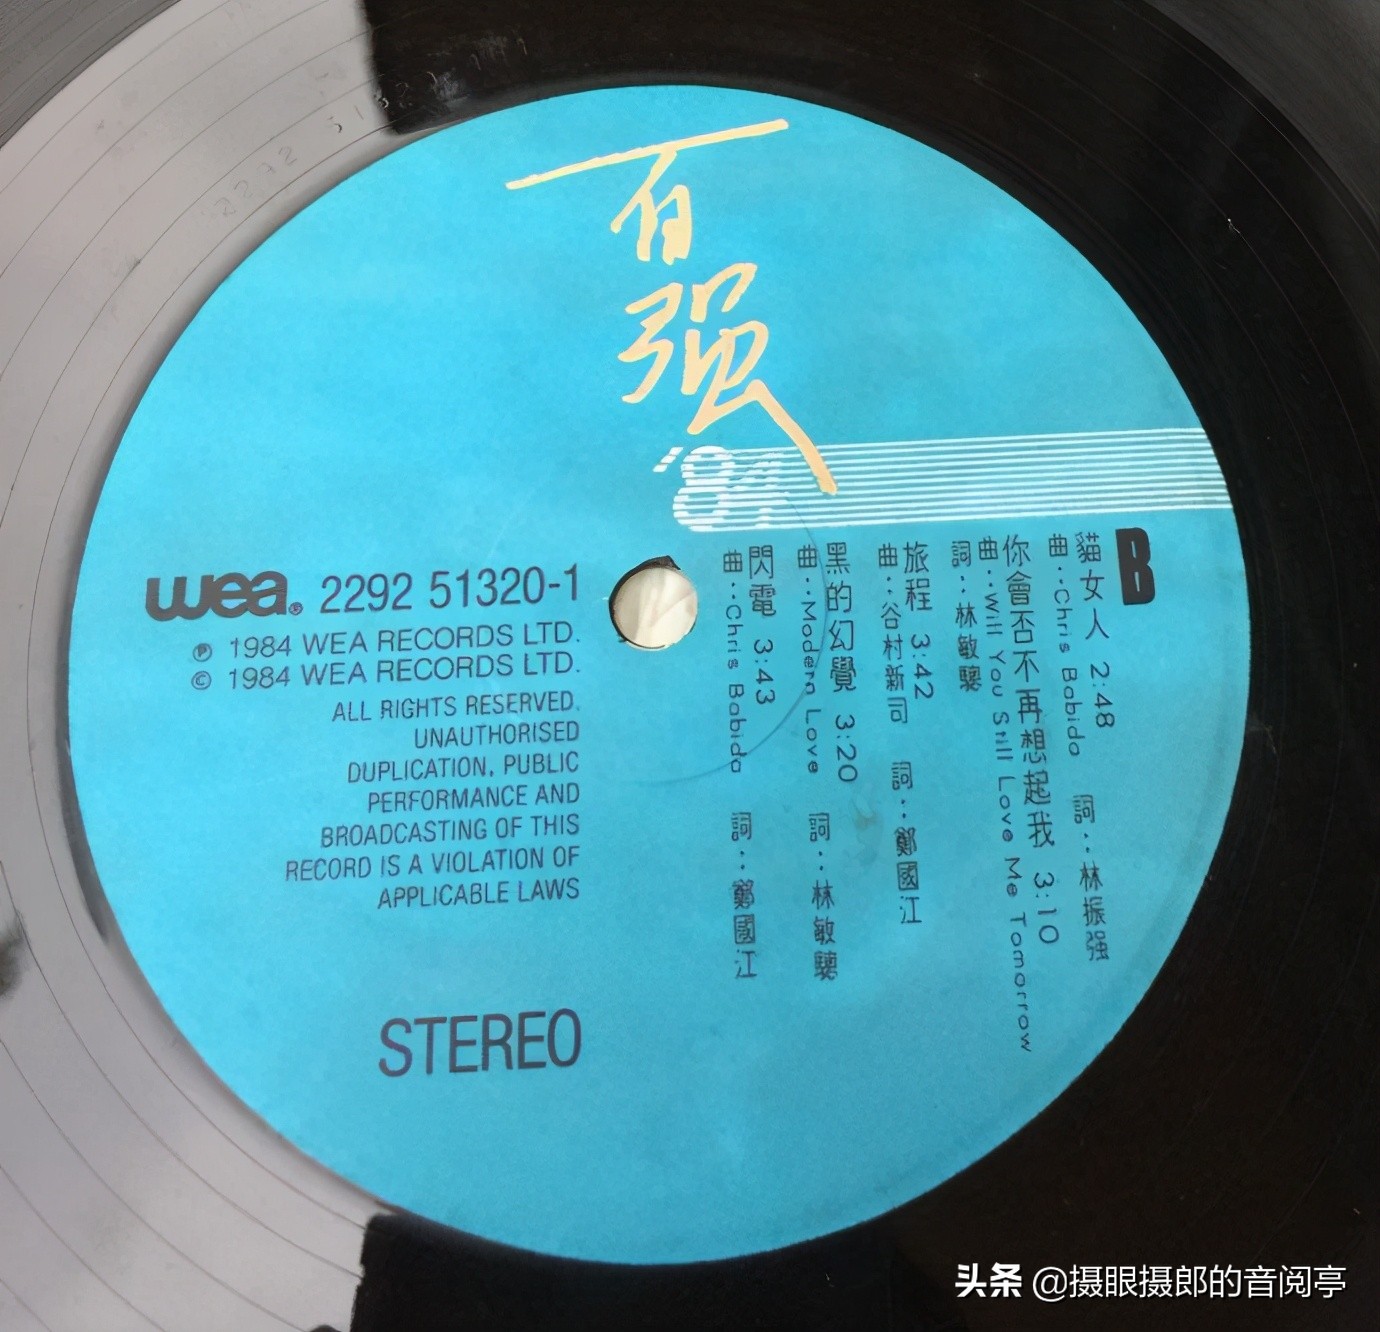 百强
'84
B
貓女人 2:48
曲：Chris Babida 詞：林振强
你會否不再想起我 3:10
曲：Will You Still Love Me Tomorrow
詞：林敏驄
旅程 3:42
曲：谷村新司 詞：鄭國江
黑的幻覺 3:20
曲：Modern Love 詞：林敏驄
閃電 3:43
曲：Chris Babida 詞：鄭國江
wea® 2292 51320-1
℗ 1984 WEA RECORDS LTD.
© 1984 WEA RECORDS LTD.
ALL RIGHTS RESERVED.
UNAUTHORISED
DUPLICATION, PUBLIC
PERFORMANCE AND
BROADCASTING OF THIS
RECORD IS A VIOLATION OF
APPLICABLE LAWS
STEREO
头条 @摄眼摄郎的音阅亭